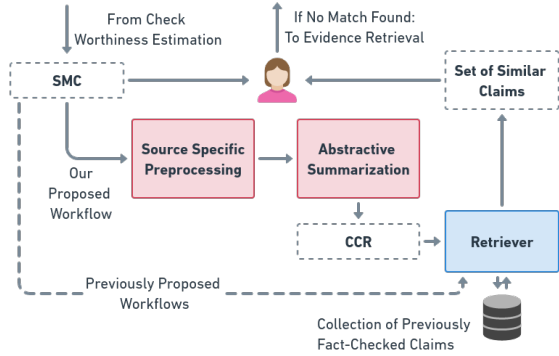 From Check
Worthiness Estimation
If No Match Found:
To Evidence Retrieval
SMC
Set of Similar
Claims
Source Specific
Preprocessing
Abstractive
Summarization
Our
Proposed
Workflow
CCR
Retriever
Previously Proposed
Workflows
Collection of Previously
Fact-Checked Claims